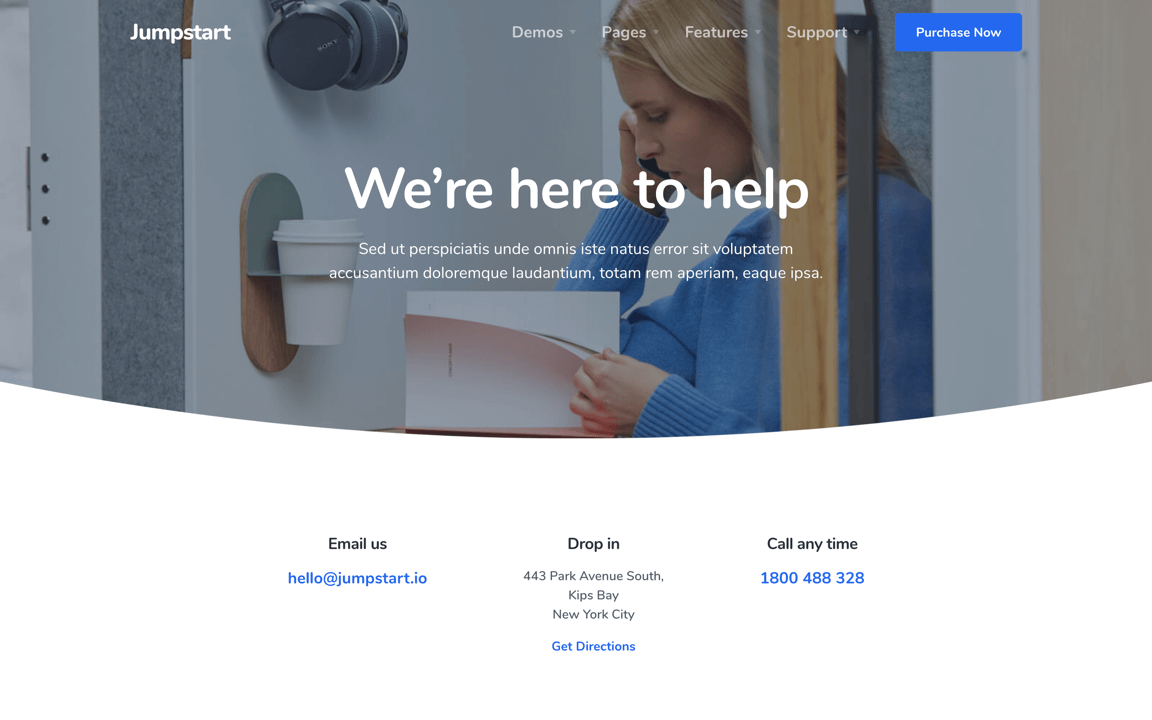 Jumpstart
Demos
Pages
Features
Support
Purchase Now
SONY
We’re here to help
Sed ut perspiciatis unde omnis iste natus error sit voluptatem
accusantium doloremque laudantium, totam rem aperiam, eaque ipsa.
Email us
hello@jumpstart.io
Drop in
443 Park Avenue South,
Kips Bay
New York City
Get Directions
Call any time
1800 488 328